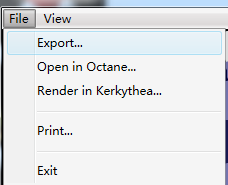 File View
Export...
Open in Octane...
Render in Kerkythea...
Print...
Exit